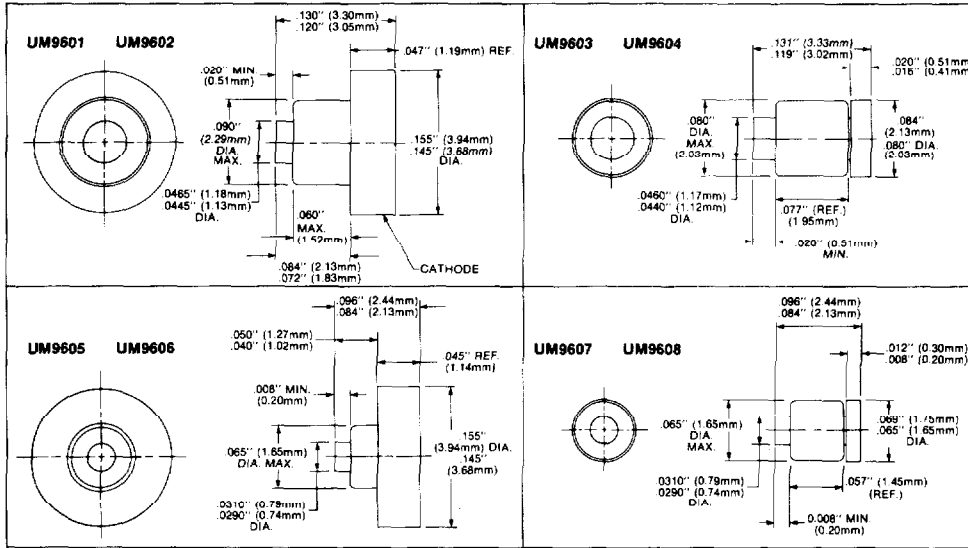 UM9601 UM9602
.130" (3.30mm)
.120" (3.05mm)
.047" (1.19mm) REF.
.020" MIN.
(0.51mm)
.090"
(2.29mm)
DIA.
MAX.
.155" (3.94mm)
.145" (3.68mm)
DIA.
.0465" (1.18mm)
.0445" (1.13mm)
DIA.
.060"
MAX.
(1.52mm)
.084" (2.13mm)
.072" (1.83mm)
CATHODE
UM9603 UM9604
.131" (3.33mm)
.119" (3.02mm)
.020" (0.51mm)
.016" (0.41mm)
.080"
DIA.
MAX
(2.03mm)
.084"
(2.13mm)
.080" DIA.
(2.03mm)
.0460" (1.17mm)
.0440" (1.12mm)
DIA.
.077" (REF.)
(1.95mm)
.020" (0.51mm)
MIN.
UM9605 UM9606
.096" (2.44mm)
.084" (2.13mm)
.050" (1.27mm)
.040" (1.02mm)
.045" REF.
(1.14mm)
.008" MIN.
(0.20mm)
.065" (1.65mm)
DIA. MAX.
.155"
(3.94mm) DIA.
.145"
(3.68mm)
.0310" (0.79mm)
.0290" (0.74mm)
DIA.
UM9607 UM9608
.096" (2.44mm)
.084" (2.13mm)
.012" (0.30mm)
.008" (0.20mm)
.065" (1.65mm)
DIA.
MAX.
.069" (1.75mm)
.065" (1.65mm)
DIA.
.0310" (0.79mm)
.0290" (0.74mm)
DIA.
.057" (1.45mm)
(REF.)
0.008" MIN.
(0.20mm)